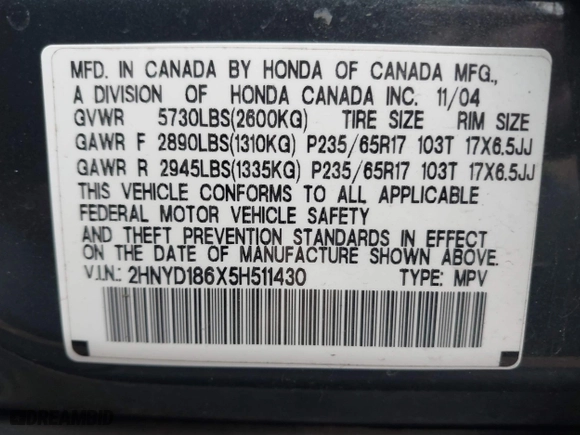 MFD. IN CANADA BY HONDA OF CANADA MFG.,
A DIVISION OF HONDA CANADA INC. 11/04
GVWR 5730LBS(2600KG) TIRE SIZE RIM SIZE
GAWR F 2890LBS(1310KG) P235/65R17 103T 17X6.5JJ
GAWR R 2945LBS(1335KG) P235/65R17 103T 17X6.5JJ
THIS VEHICLE CONFORMS TO ALL APPLICABLE
FEDERAL MOTOR VEHICLE SAFETY
AND THEFT PREVENTION STANDARDS IN EFFECT
ON THE DATE OF MANUFACTURE SHOWN ABOVE.
V.I.N.: 2HNYD186X5H511430 TYPE: MPV
DREAMBID